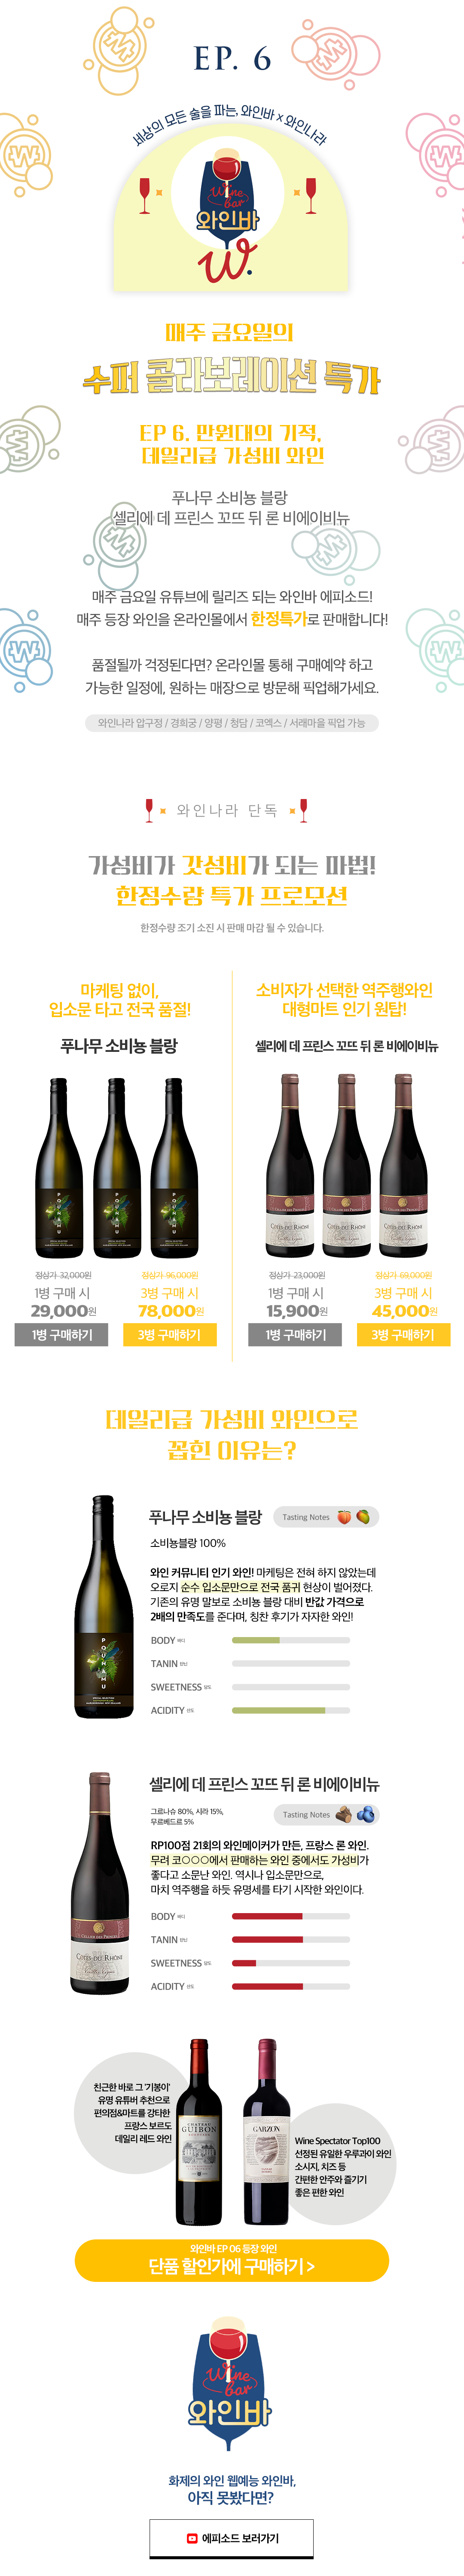 EP. 6
세상의 모든 술을 파는, 와인바 x 와인나라
Wine
bar
와인바
w.
매주 금요일의
수퍼 콜라보레이션 특가
EP 6. 만원대의 기적,
데일리급 가성비 와인
푸나무 소비뇽 블랑
셀리에 데 프린스 꼬뜨 뒤 론 비에이비뉴
매주 금요일 유튜브에 릴리즈 되는 와인바 에피소드!
매주 등장 와인을 온라인몰에서 한정특가로 판매합니다!
품절될까 걱정된다면? 온라인몰 통해 구매예약 하고
가능한 일정에, 원하는 매장으로 방문해 픽업해가세요.
와인나라 압구정 / 경희궁 / 양평 / 청담 / 코엑스 / 서래마을 픽업 가능
와인나라 단독
가성비가 갓성비가 되는 마법!
한정수량 특가 프로모션
한정수량 조기 소진 시 판매 마감 될 수 있습니다.
마케팅 없이,
입소문 타고 전국 품절!
푸나무 소비뇽 블랑
POUNAMU
POUNAMU
POUNAMU
정상가 32,000원
1병 구매 시
29,000원
1병 구매하기
정상가 96,000원
3병 구매 시
78,000원
3병 구매하기
소비자가 선택한 역주행와인
대형마트 인기 원탑!
셀리에 데 프린스 꼬뜨 뒤 론 비에이비뉴
CÔTES-DU-RHÔNE
CÔTES-DU-RHÔNE
CÔTES-DU-RHÔNE
정상가 23,000원
1병 구매 시
15,900원
1병 구매하기
정상가 69,000원
3병 구매 시
45,000원
3병 구매하기
데일리급 가성비 와인으로
꼽힌 이유는?
POUNAMU
푸나무 소비뇽 블랑
Tasting Notes
소비뇽블랑 100%
와인 커뮤니티 인기 와인! 마케팅은 전혀 하지 않았는데
오로지 순수 입소문만으로 전국 품귀 현상이 벌어졌다.
기존의 유명 말보로 소비뇽 블랑 대비 반값 가격으로
2배의 만족도를 준다며, 칭찬 후기가 자자한 와인!
BODY 바디
TANIN 탄닌
SWEETNESS 당도
ACIDITY 산도
CÔTES-DU-RHÔNE
셀리에 데 프린스 꼬뜨 뒤 론 비에이비뉴
그르나슈 80%, 시라 15%,
무르베드르 5%
Tasting Notes
RP100점 21회의 와인메이커가 만든, 프랑스 론 와인.
무려 코○○○에서 판매하는 와인 중에서도 가성비가
좋다고 소문난 와인. 역시나 입소문만으로,
마치 역주행을 하듯 유명세를 타기 시작한 와인이다.
BODY 바디
TANIN 탄닌
SWEETNESS 당도
ACIDITY 산도
친근한 바로 그 '기봉이'
유명 유튜버 추천으로
편의점&마트를 강타한
프랑스 보르도
데일리 레드 와인
CHATEAU
GUIBON
GARZÓN
Wine Spectator Top100
선정된 유일한 우루과이 와인
소시지, 치즈 등
간편한 안주와 즐기기
좋은 편한 와인
와인바 EP 06 등장 와인
단품 할인가에 구매하기 >
Wine
bar
와인바
화제의 와인 웹예능 와인바,
아직 못봤다면?
에피소드 보러가기